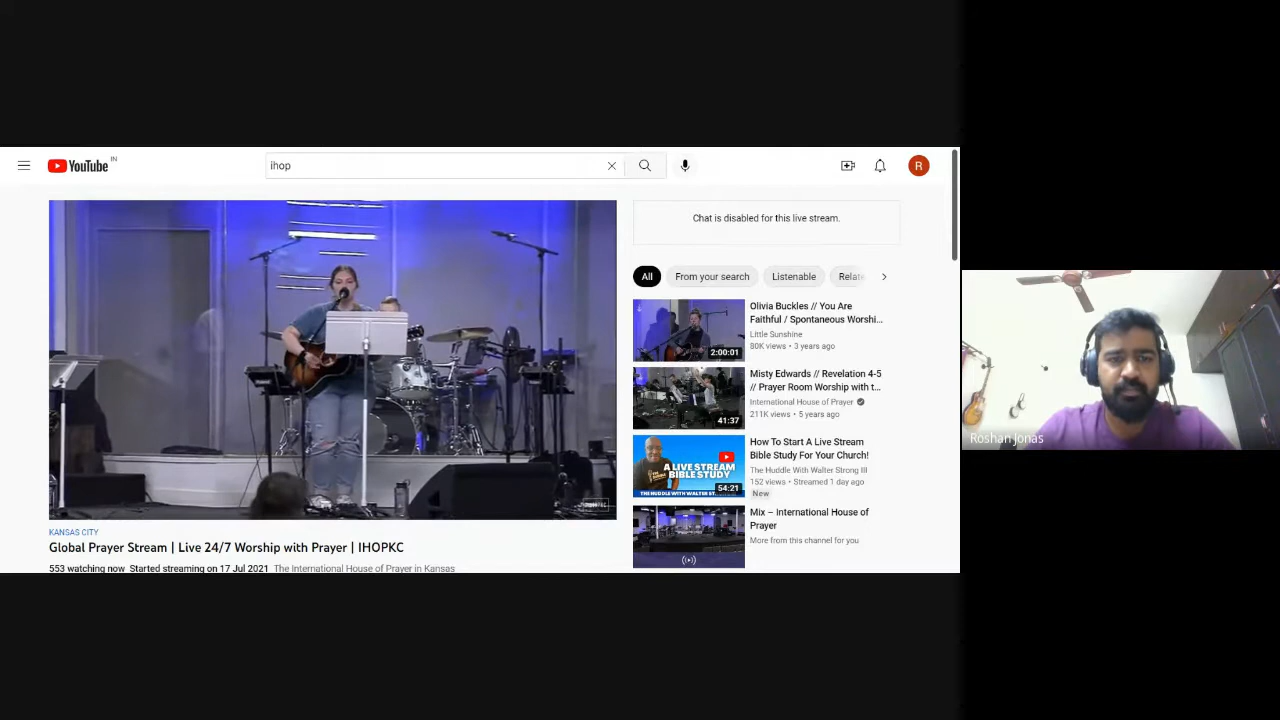 YouTube IN
ihop
R
Chat is disabled for this live stream.
All
From your search
Listenable
Relate
Olivia Buckles // You Are
Faithful / Spontaneous Worshi...
Little Sunshine
80K views • 3 years ago
2:00:01
Misty Edwards // Revelation 4-5
// Prayer Room Worship with t...
International House of Prayer
211K views • 5 years ago
41:37
How To Start A Live Stream
Bible Study For Your Church!
The Huddle With Walter Strong III
152 views • Streamed 1 day ago
New
A LIVE STREAM
BIBLE STUDY
54:21
Mix – International House of
Prayer
More from this channel for you
KANSAS CITY
Global Prayer Stream | Live 24/7 Worship with Prayer | IHOPKC
553 watching now Started streaming on 17 Jul 2021 The International House of Prayer in Kansas
Roshan Jonas